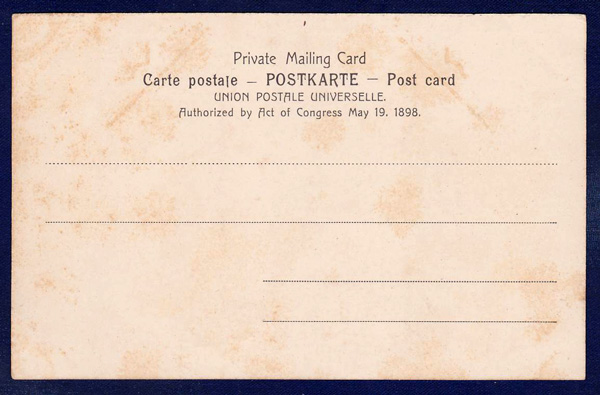 Private Mailing Card
Carte postale — POSTKARTE — Post card
UNION POSTALE UNIVERSELLE.
Authorized by Act of Congress May 19. 1898.